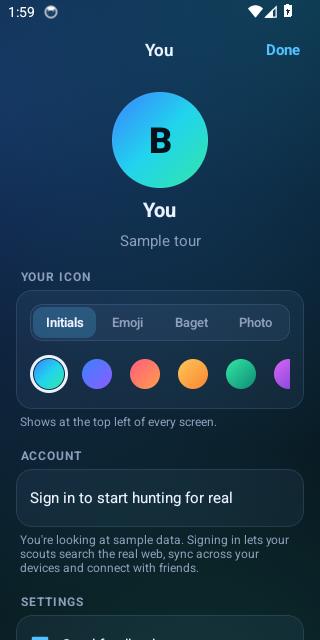 1:59
You
Done
B
You
Sample tour
YOUR ICON
Initials
Emoji
Baget
Photo
Shows at the top left of every screen.
ACCOUNT
Sign in to start hunting for real
You're looking at sample data. Signing in lets your
scouts search the real web, sync across your
devices and connect with friends.
SETTINGS